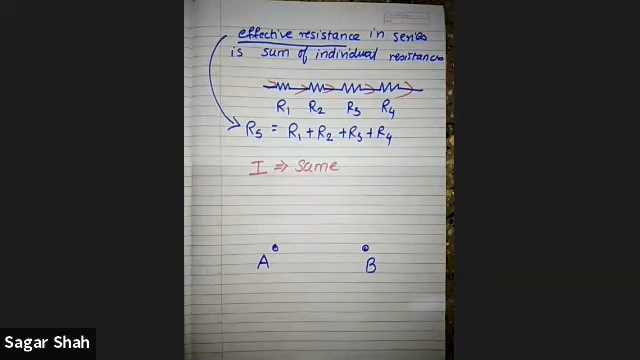 effective resistance in series
is sum of individual resistances
R1 R2 R3 R4
Rs = R1 + R2 + R3 + R4
I ⇒ same
A B
Sagar Shah